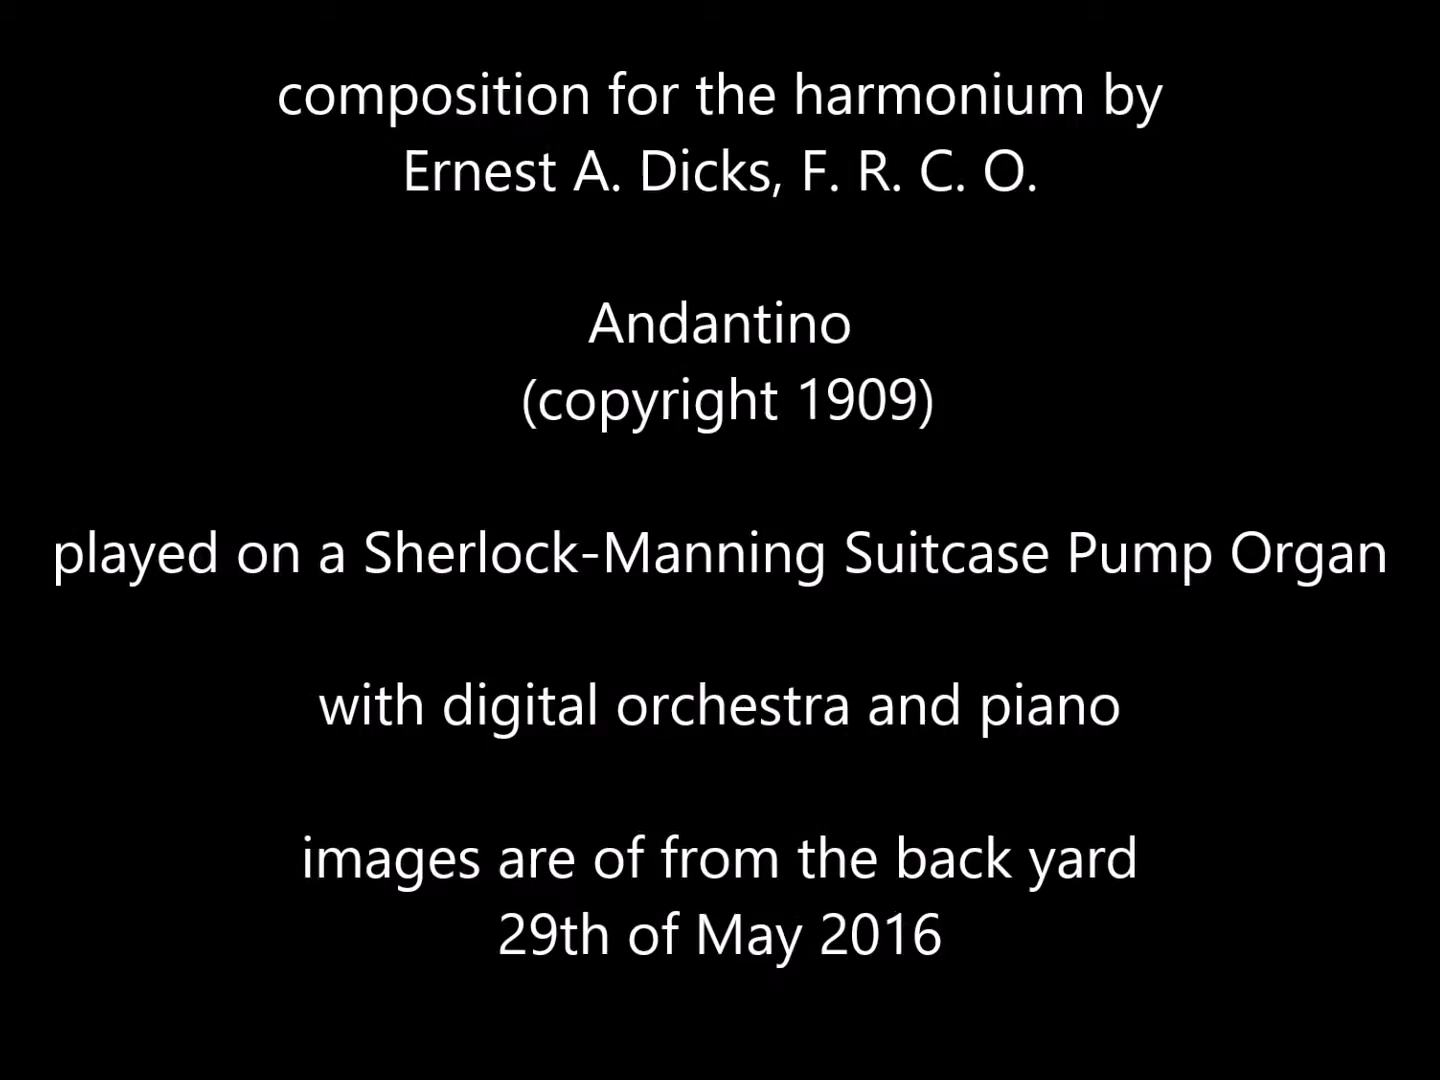 composition for the harmonium by
Ernest A. Dicks, F. R. C. O.
Andantino
(copyright 1909)
played on a Sherlock-Manning Suitcase Pump Organ
with digital orchestra and piano
images are of from the back yard
29th of May 2016